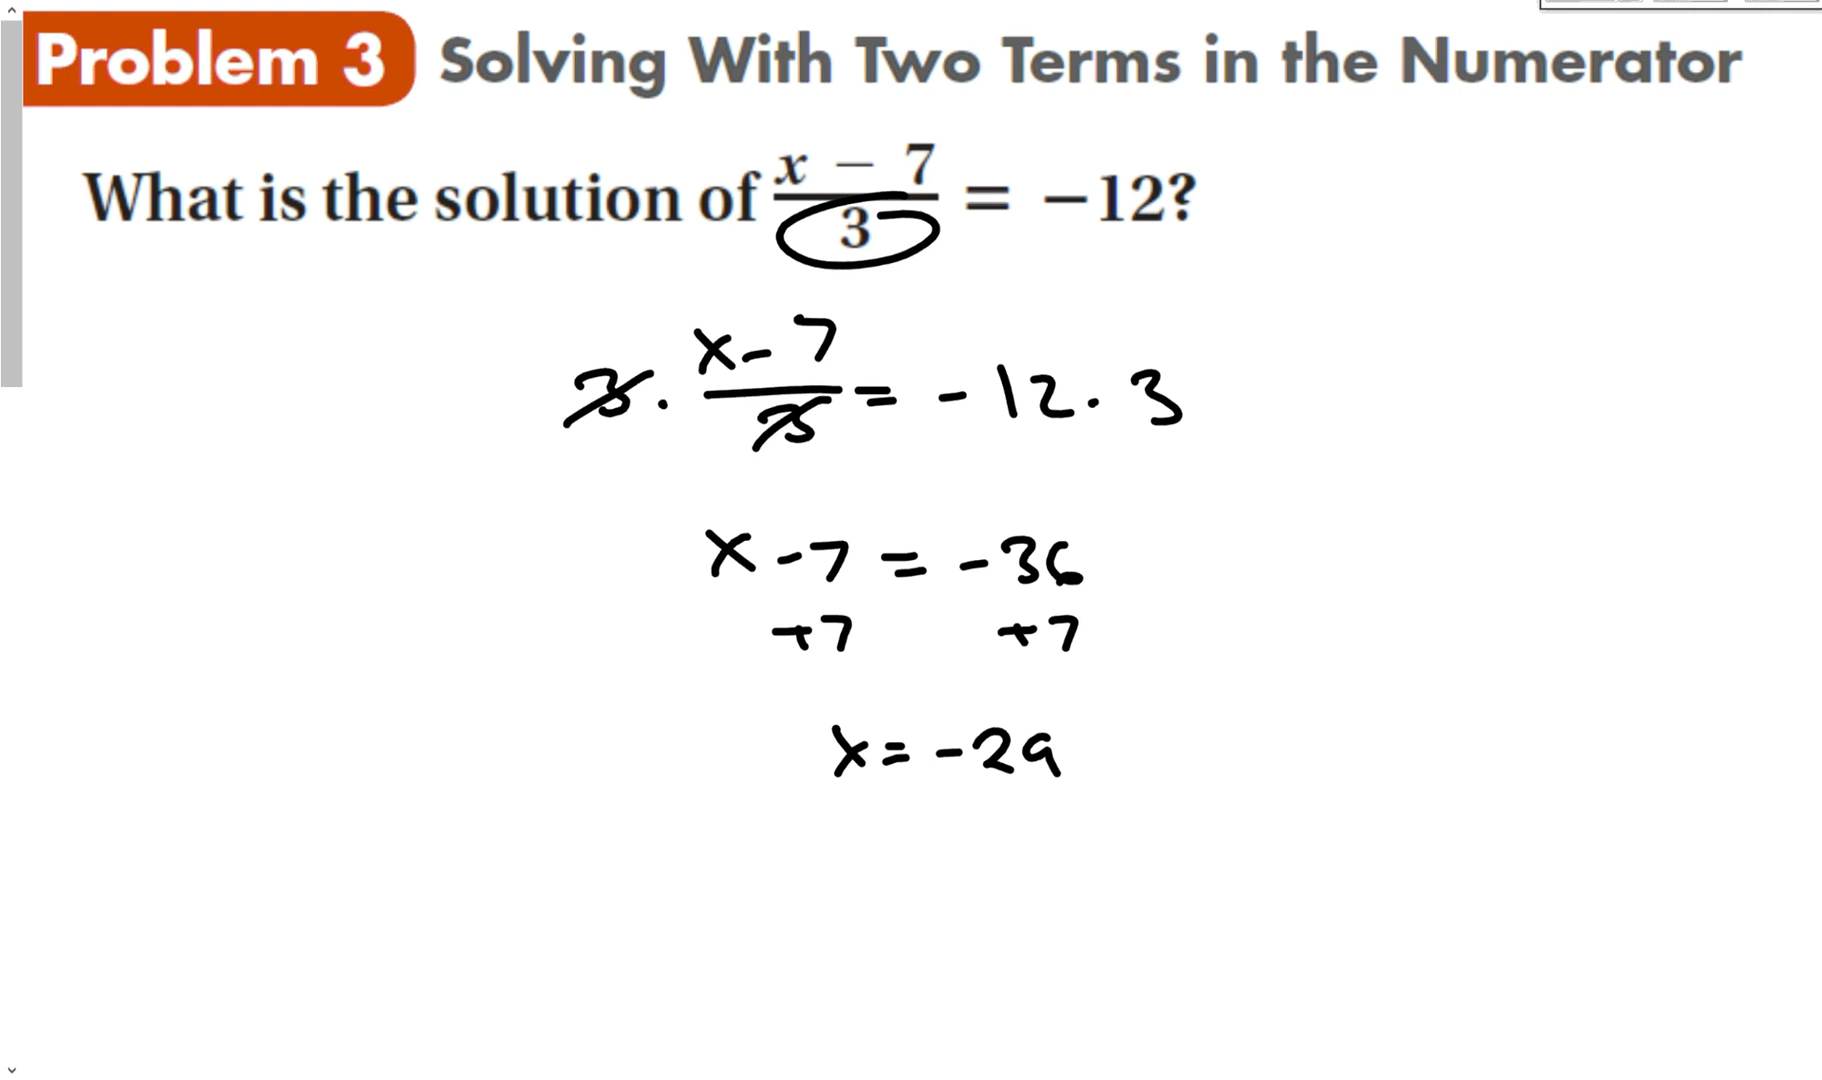 Problem 3 Solving With Two Terms in the Numerator
What is the solution of (x − 7)/3 = −12?
3 · (x - 7)/3 = -12 · 3
x - 7 = -36
+7 +7
x = -29